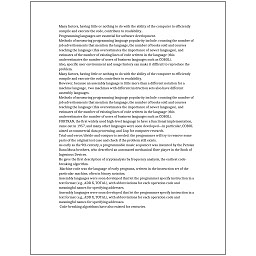 Many factors, having little or nothing to do with the ability of the computer to efficiently
compile and execute the code, contribute to readability.
Programming languages are essential for software development.
Methods of measuring programming language popularity include: counting the number of
job advertisements that mention the language, the number of books sold and courses
teaching the language (this overestimates the importance of newer languages), and
estimates of the number of existing lines of code written in the language (this
underestimates the number of users of business languages such as COBOL).
Also, specific user environment and usage history can make it difficult to reproduce the
problem.
Many factors, having little or nothing to do with the ability of the computer to efficiently
compile and execute the code, contribute to readability.
However, because an assembly language is little more than a different notation for a
machine language, two machines with different instruction sets also have different
assembly languages.
Methods of measuring programming language popularity include: counting the number of
job advertisements that mention the language, the number of books sold and courses
teaching the language (this overestimates the importance of newer languages), and
estimates of the number of existing lines of code written in the language (this
underestimates the number of users of business languages such as COBOL).
FORTRAN, the first widely used high-level language to have a functional implementation,
came out in 1957, and many other languages were soon developed—in particular, COBOL
aimed at commercial data processing, and Lisp for computer research.
Trial-and-error/divide-and-conquer is needed: the programmer will try to remove some
parts of the original test case and check if the problem still exists.
As early as the 9th century, a programmable music sequencer was invented by the Persian
Banu Musa brothers, who described an automated mechanical flute player in the Book of
Ingenious Devices.
He gave the first description of cryptanalysis by frequency analysis, the earliest code-
breaking algorithm.
Machine code was the language of early programs, written in the instruction set of the
particular machine, often in binary notation.
Assembly languages were soon developed that let the programmer specify instruction in a
text format (e.g., ADD X, TOTAL), with abbreviations for each operation code and
meaningful names for specifying addresses.
Assembly languages were soon developed that let the programmer specify instruction in a
text format (e.g., ADD X, TOTAL), with abbreviations for each operation code and
meaningful names for specifying addresses.
Code-breaking algorithms have also existed for centuries.